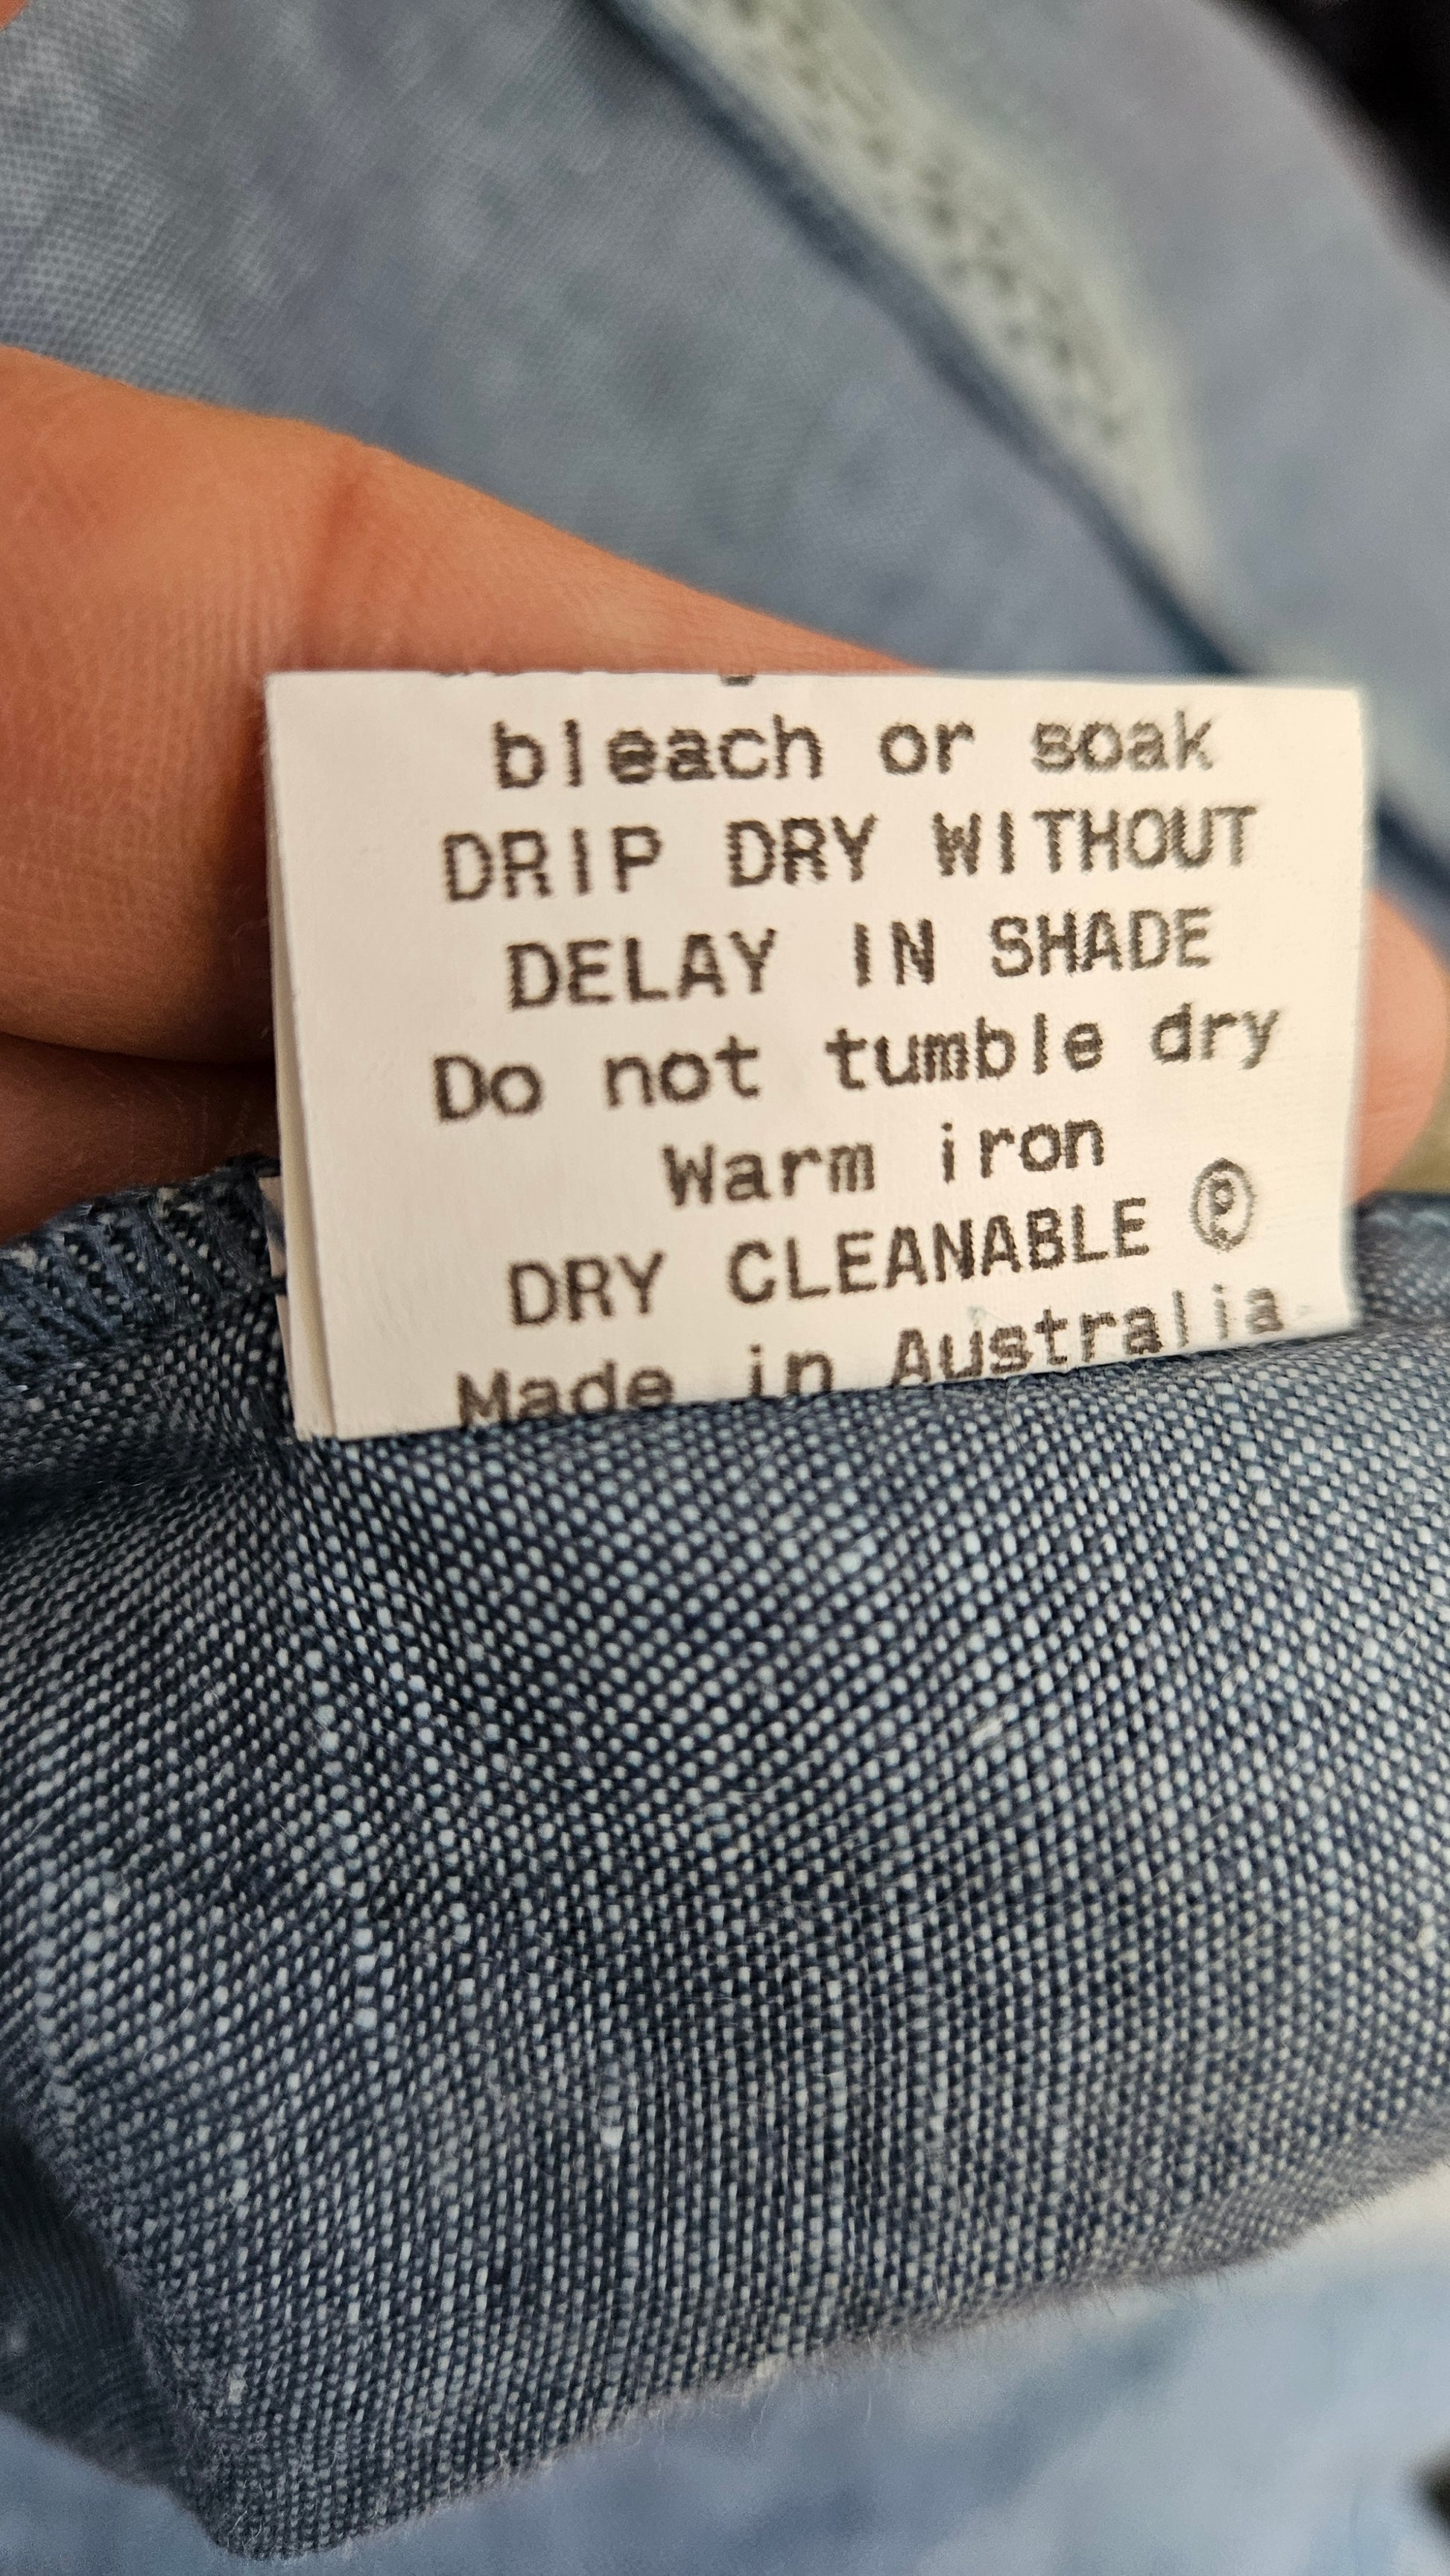 bleach or soak
DRIP DRY WITHOUT
DELAY IN SHADE
Do not tumble dry
Warm iron
DRY CLEANABLE Ⓟ
Made in Australia